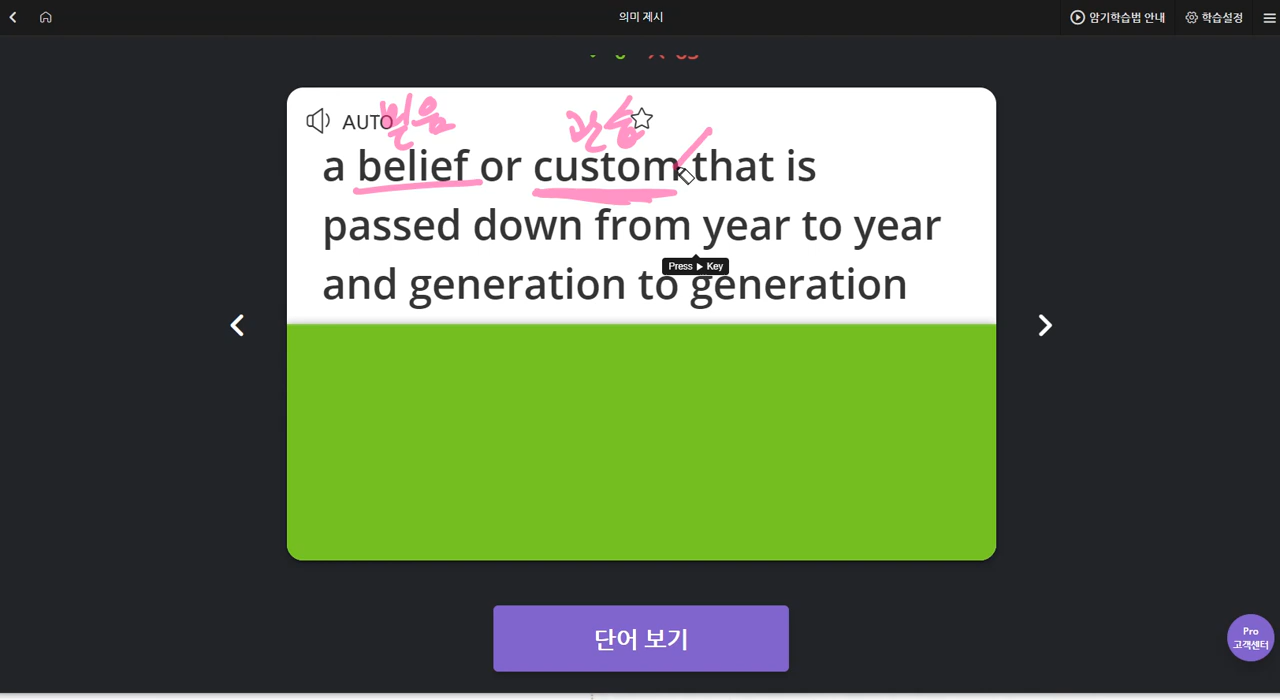 의미 제시
암기학습법 안내
학습설정
AUTO
믿음
관습
a belief or custom that is
passed down from year to year
Press ▶ Key
and generation to generation
단어 보기
Pro
고객센터